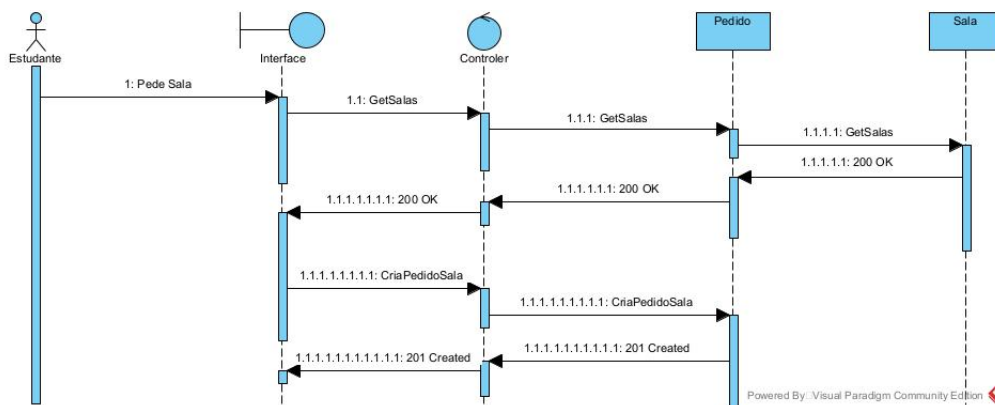 Pedido
Sala
Estudante
Interface
Controler
1: Pede Sala
1.1: GetSalas
1.1.1: GetSalas
1.1.1.1: GetSalas
1.1.1.1.1: 200 OK
1.1.1.1.1.1: 200 OK
1.1.1.1.1.1.1: 200 OK
1.1.1.1.1.1.1.1: CriaPedidoSala
1.1.1.1.1.1.1.1.1: CriaPedidoSala
1.1.1.1.1.1.1.1.1.1: 201 Created
1.1.1.1.1.1.1.1.1.1.1: 201 Created
Powered By Visual Paradigm Community Edition